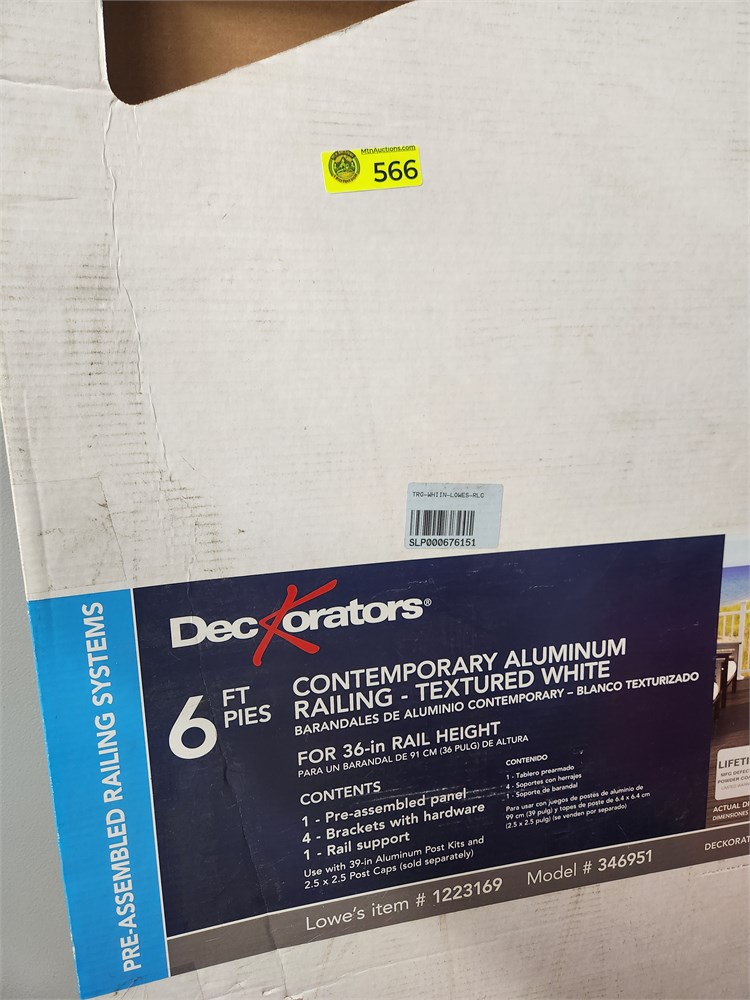 MtnAuctions.com
566
TRG-WHIIN-LOWES-RLC
SLP000676151
PRE-ASSEMBLED RAILING SYSTEMS
DecKorators®
6 FT
PIES
CONTEMPORARY ALUMINUM
RAILING - TEXTURED WHITE
BARANDALES DE ALUMINIO CONTEMPORARY – BLANCO TEXTURIZADO
FOR 36-in RAIL HEIGHT
PARA UN BARANDAL DE 91 CM (36 PULG) DE ALTURA
CONTENTS
1 - Pre-assembled panel
4 - Brackets with hardware
1 - Rail support
Use with 39-in Aluminum Post Kits and
2.5 x 2.5 Post Caps (sold separately)
CONTENIDO
1 - Tablero prearmado
4 - Soportes con herrajes
1 - Soporte de barandal
Para usar con juegos de postes de aluminio de
99 cm (39 pulg) y topes de poste de 6.4 x 6.4 cm
(2.5 x 2.5 pulg) (se venden por separado)
Lowe's item # 1223169 Model # 346951
LIFETI
MFG DEFEC
POWDER CO
ACTUAL DI
DIMENSIONES
DECKORAT